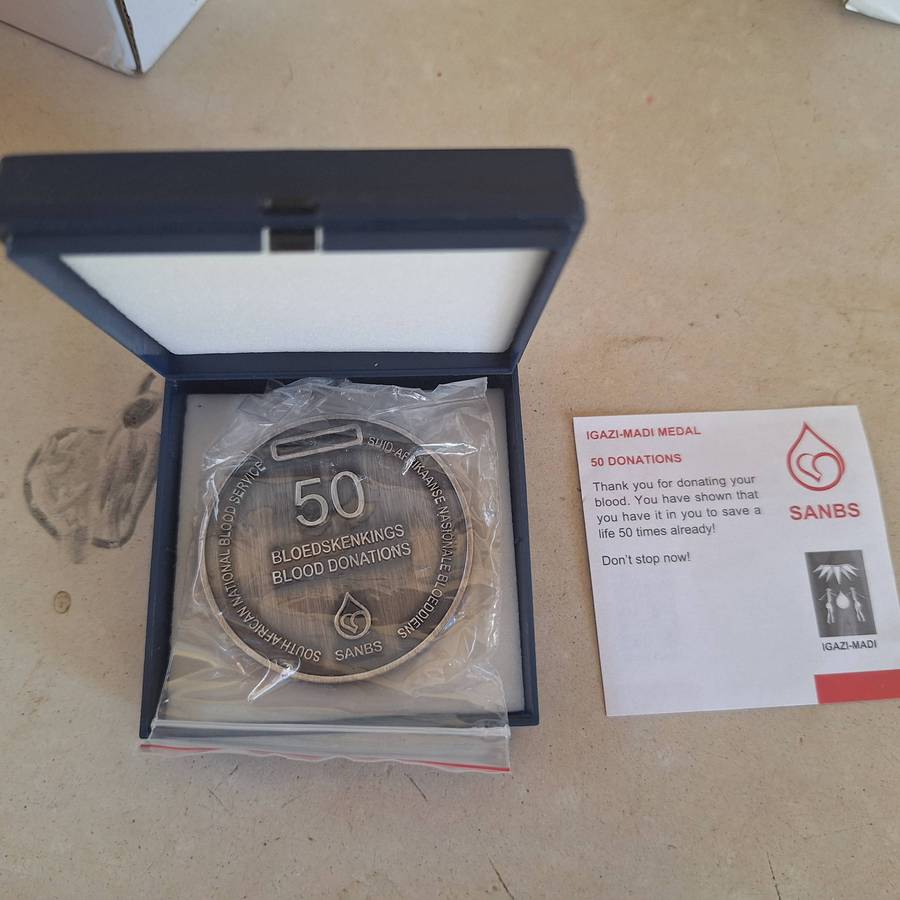 50
BLOEDSKENKINGS
BLOOD DONATIONS
SANBS
SOUTH AFRICAN NATIONAL BLOOD SERVICE
SUID-AFRIKAANSE NASIONALE BLOEDDIENS
IGAZI-MADI MEDAL
50 DONATIONS
Thank you for donating your
blood. You have shown that
you have it in you to save a
life 50 times already!
Don't stop now!
SANBS
IGAZI-MADI